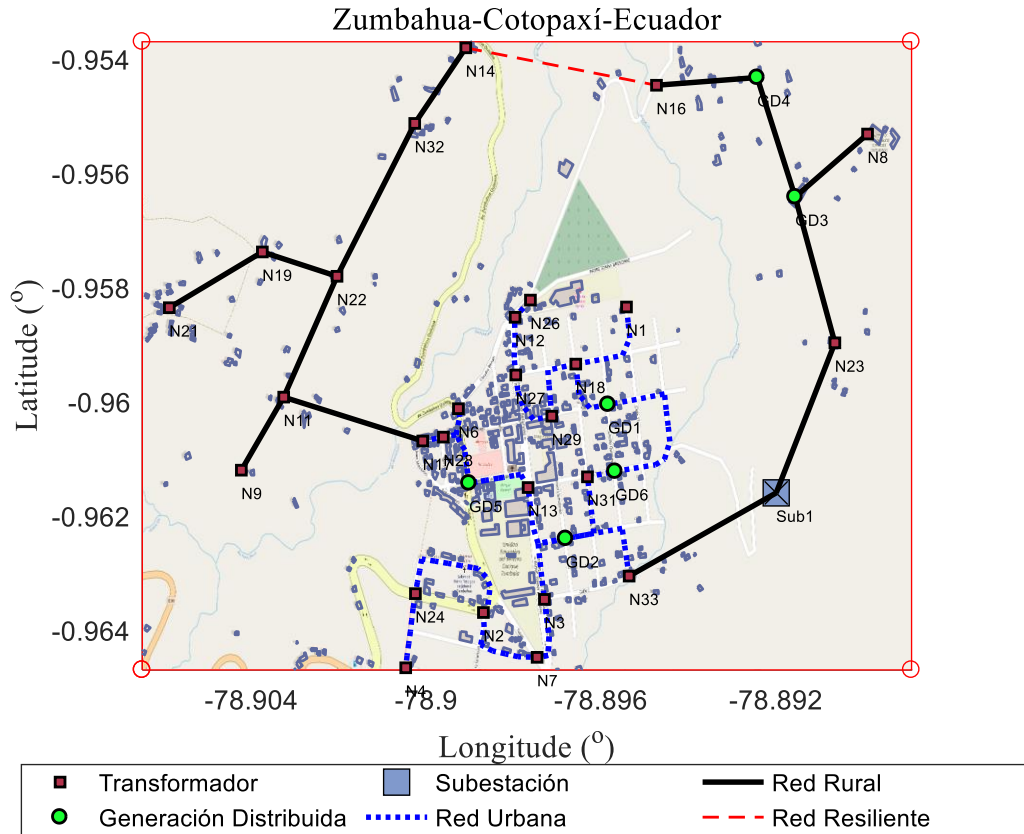 Zumbahua-Cotopaxí-Ecuador
-0.954
-0.956
-0.958
-0.96
-0.962
-0.964
Latitude (o)
-78.904
-78.9
-78.896
-78.892
Longitude (o)
N14
N16
GD4
N32
N8
GD3
N19
N22
N21
N26
N1
N12
N23
N18
N27
N11
GD1
N6
N29
N17
N28
N9
GD5
N31
GD6
N13
Sub1
GD2
N33
N24
N3
N2
N4
N7
Transformador
Subestación
Red Rural
Generación Distribuida
Red Urbana
Red Resiliente